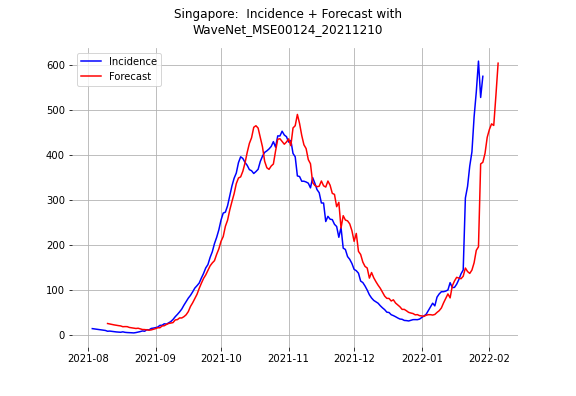 Singapore:  Incidence + Forecast with
WaveNet_MSE00124_20211210
Incidence
Forecast
600
500
400
300
200
100
0
2021-08 2021-09 2021-10 2021-11 2021-12 2022-01 2022-02